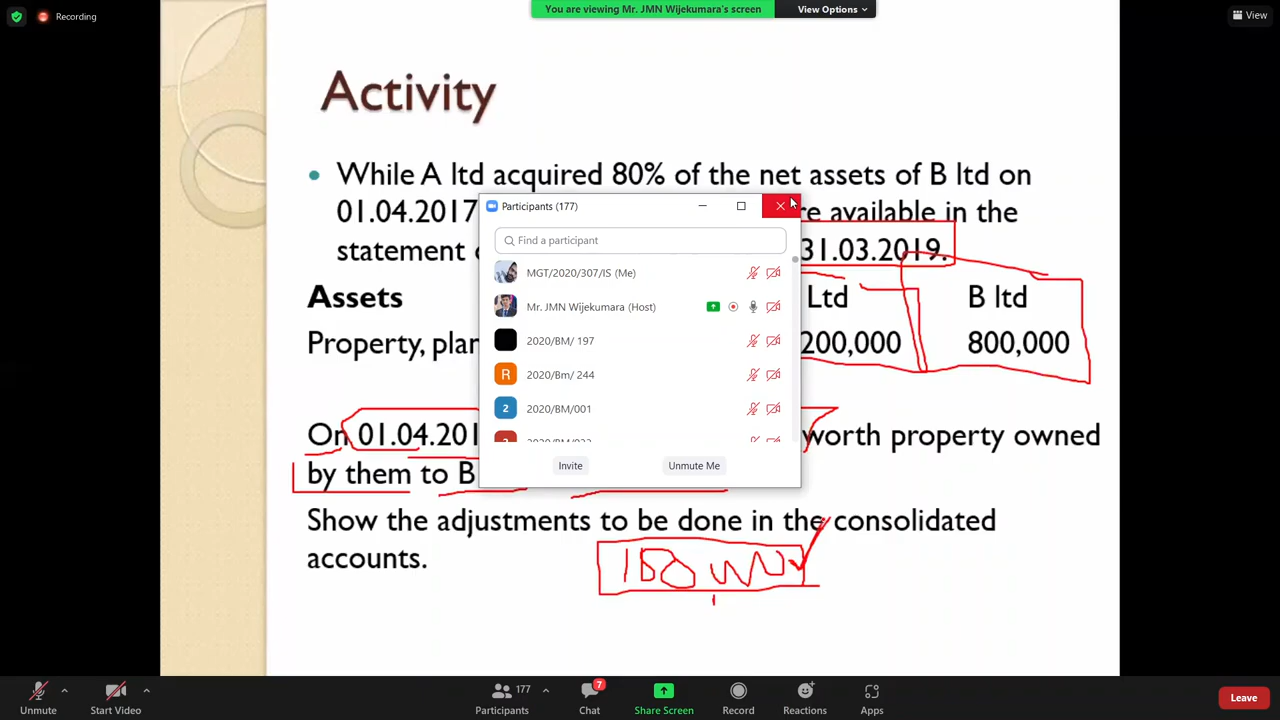 Recording
You are viewing Mr. JMN Wijekumara's screen
View Options
View
Activity
While A ltd acquired 80% of the net assets of B ltd on
01.04.2017
re available in the
statement
31.03.2019.
Assets
Ltd
B ltd
Property, plan
200,000
800,000
On 01.04.201
worth property owned
by them to B
Show the adjustments to be done in the consolidated
accounts.
Participants (177)
Find a participant
MGT/2020/307/IS (Me)
Mr. JMN Wijekumara (Host)
2020/BM/ 197
R
2020/Bm/ 244
2
2020/BM/001
Invite
Unmute Me
Unmute
Start Video
177
Participants
7
Chat
Share Screen
Record
Reactions
Apps
Leave